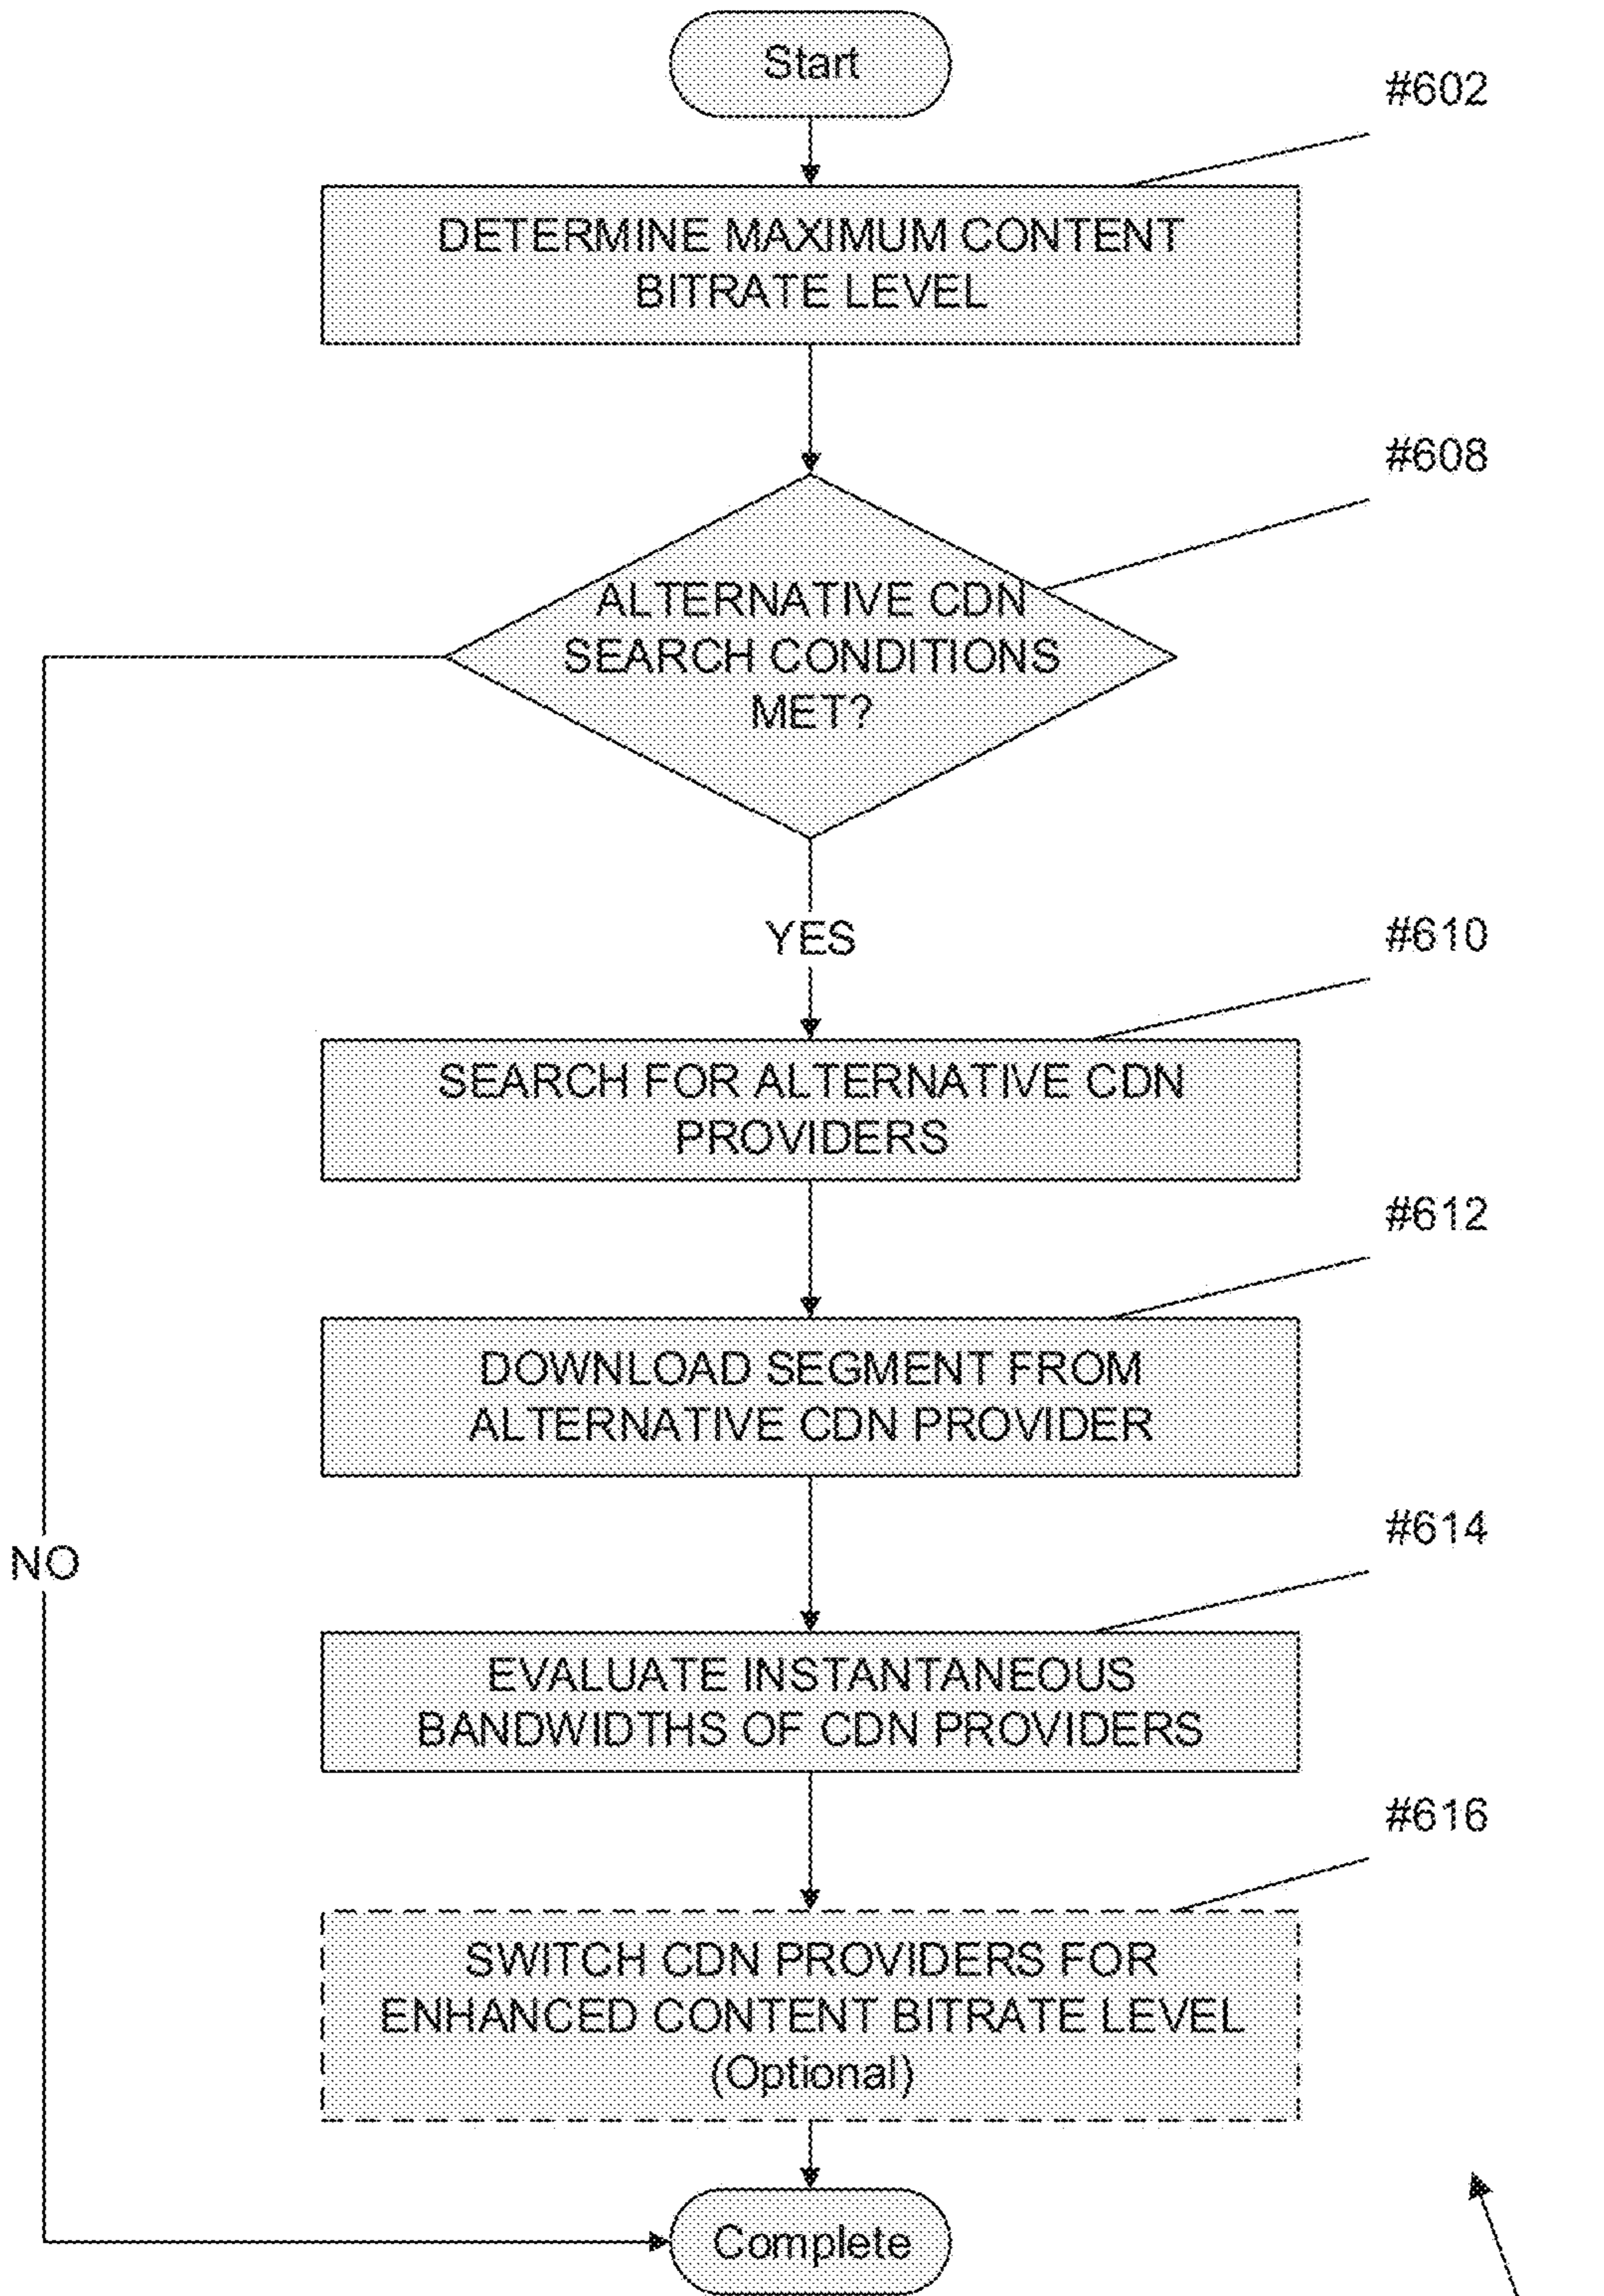 Start
#602
DETERMINE MAXIMUM CONTENT
BITRATE LEVEL
#608
ALTERNATIVE CDN
SEARCH CONDITIONS
MET?
YES
#610
SEARCH FOR ALTERNATIVE CDN
PROVIDERS
#612
DOWNLOAD SEGMENT FROM
ALTERNATIVE CDN PROVIDER
#614
NO
EVALUATE INSTANTANEOUS
BANDWIDTHS OF CDN PROVIDERS
#616
SWITCH CDN PROVIDERS FOR
ENHANCED CONTENT BITRATE LEVEL
(Optional)
Complete